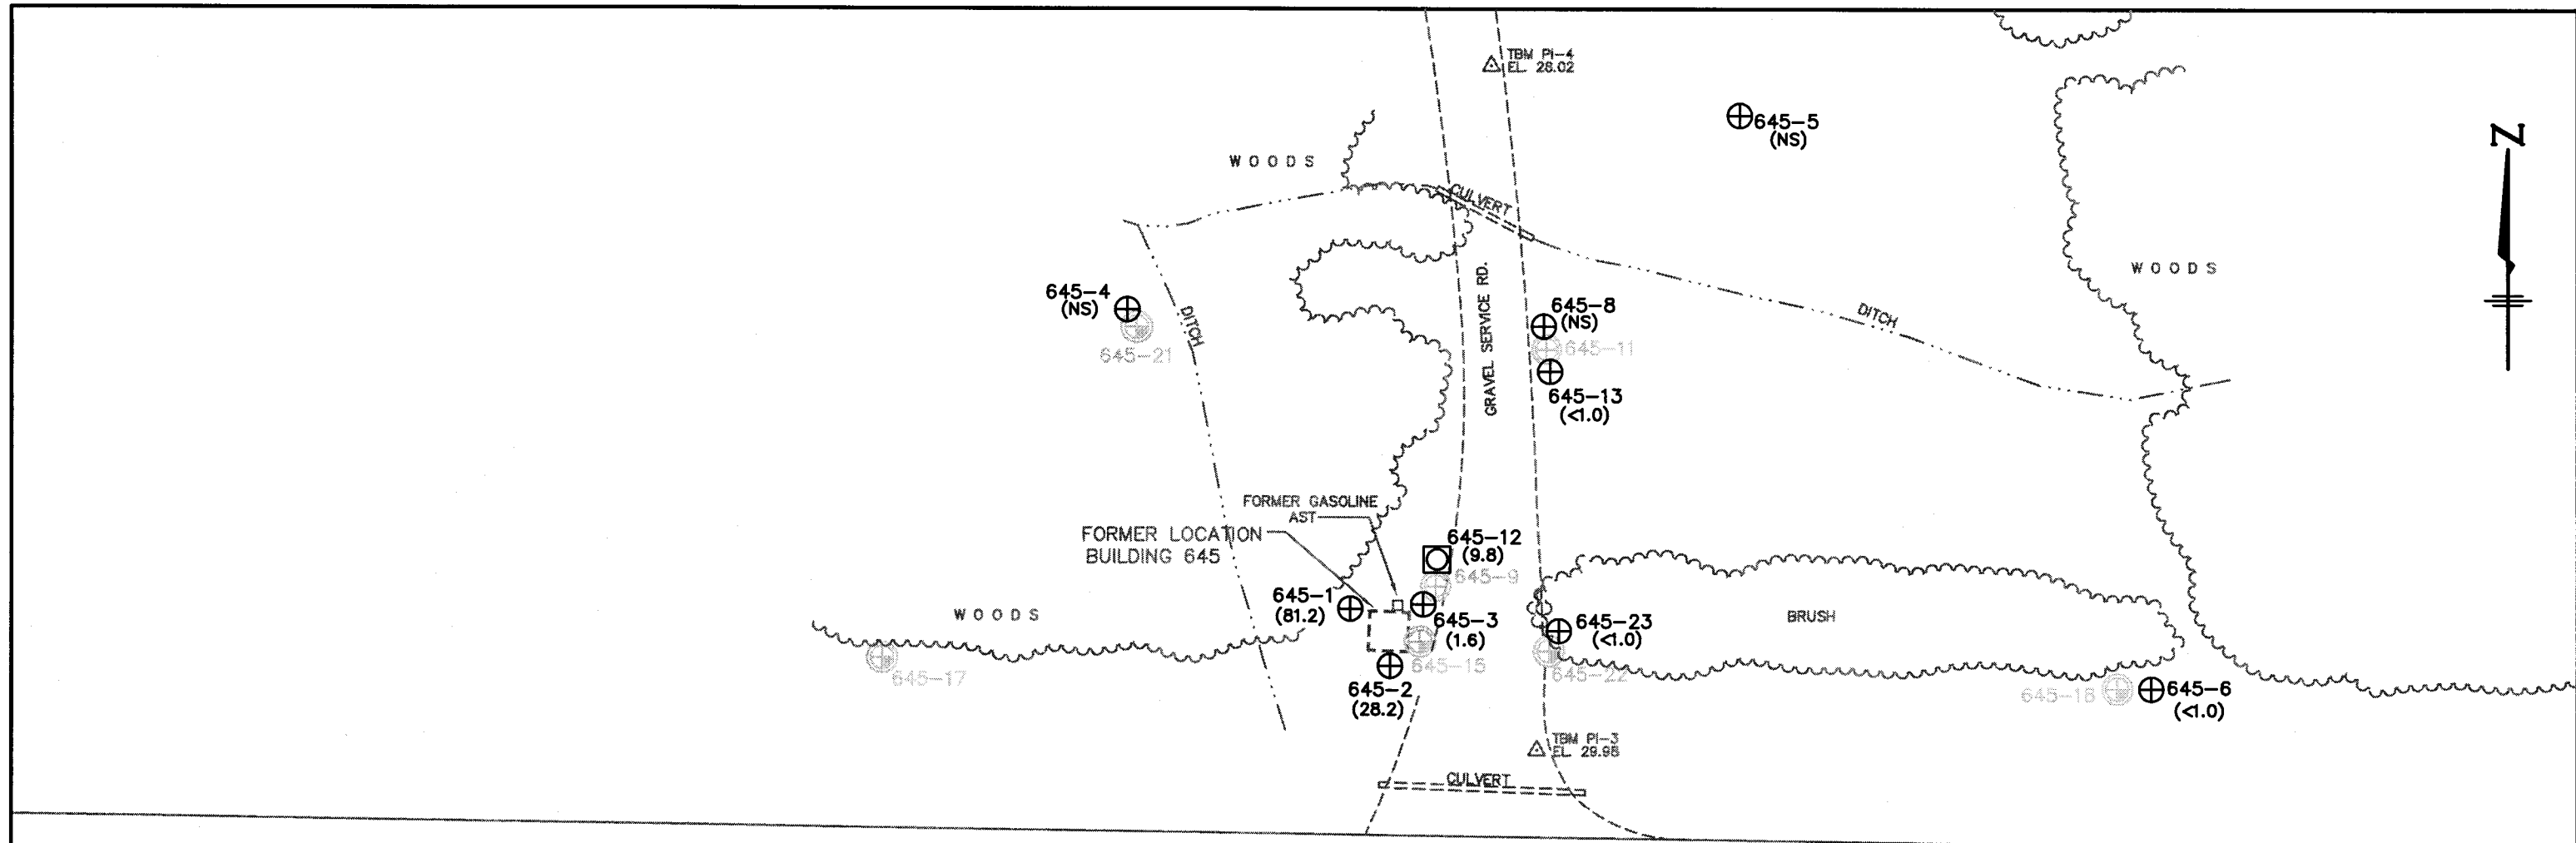 TBM PI-4
EL. 28.02
645-5
(NS)
N
WOODS
CULVERT
WOODS
GRAVEL SERVICE RD.
645-4
(NS)
645-21
DITCH
645-8
(NS)
645-11
645-13
(<1.0)
DITCH
FORMER GASOLINE
AST
FORMER LOCATION
BUILDING 645
645-12
(9.8)
645-9
645-1
(81.2)
645-3
(1.6)
645-15
645-2
(28.2)
WOODS
645-17
645-23
(<1.0)
645-22
BRUSH
645-18
645-6
(<1.0)
TBM PI-3
EL. 29.98
CULVERT